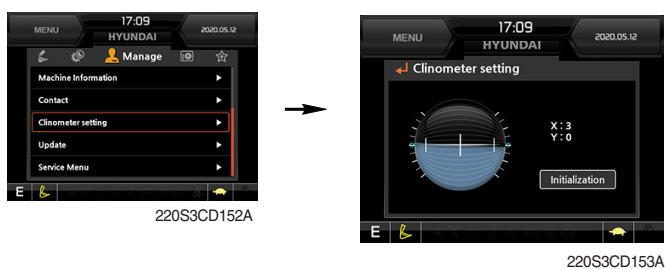 MENU
17:09
HYUNDAI
2020.05.12
Manage
Machine Information
Contact
Clinometer setting
Update
Service Menu
E
220S3CD152A
MENU
17:09
HYUNDAI
2020.05.12
Clinometer setting
X : 3
Y : 0
Initialization
E
220S3CD153A